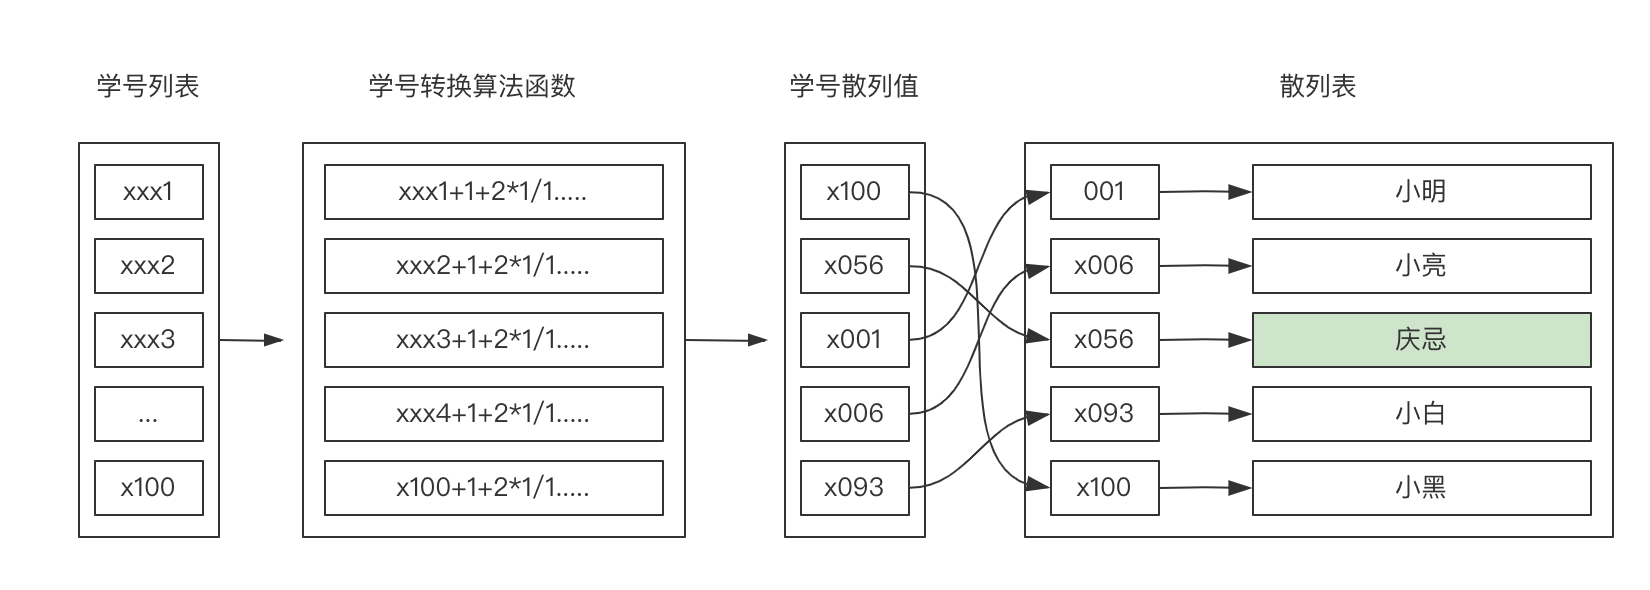 学号列表
学号转换算法函数
学号散列值
散列表
xxx1
xxx1+1+2*1/1.....
x100
001
小明
xxx2
xxx2+1+2*1/1.....
x056
x006
小亮
xxx3
xxx3+1+2*1/1.....
x001
x056
庆忌
...
xxx4+1+2*1/1.....
x006
x093
小白
x100
x100+1+2*1/1.....
x093
x100
小黑